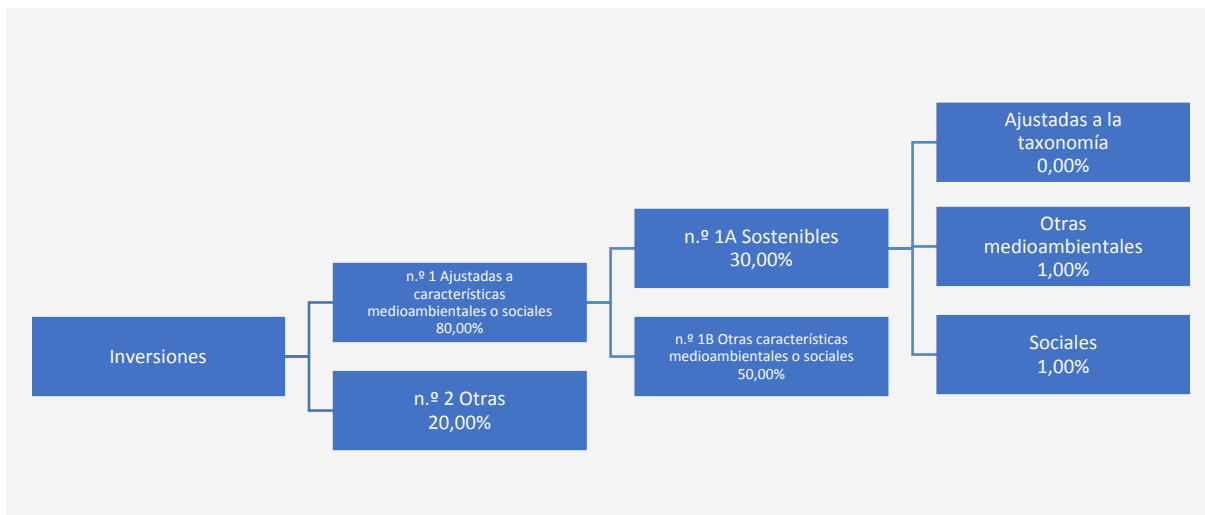 Inversiones
n.º 1 Ajustadas a
características
medioambientales o sociales
80,00%
n.º 2 Otras
20,00%
n.º 1A Sostenibles
30,00%
n.º 1B Otras características
medioambientales o sociales
50,00%
Ajustadas a la
taxonomía
0,00%
Otras
medioambientales
1,00%
Sociales
1,00%